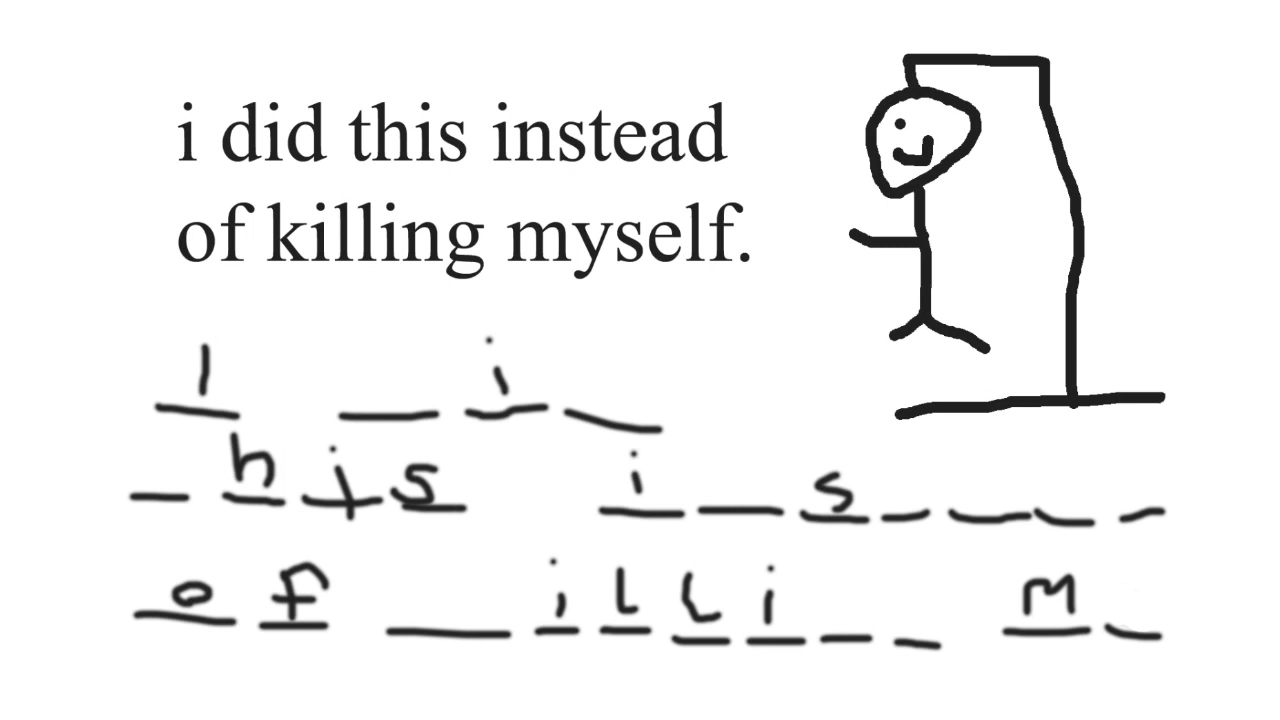 i did this instead
of killing myself.
I _ i _
_ h i s i _ s _ _ _ _
o f _ i L L i _ _ M _